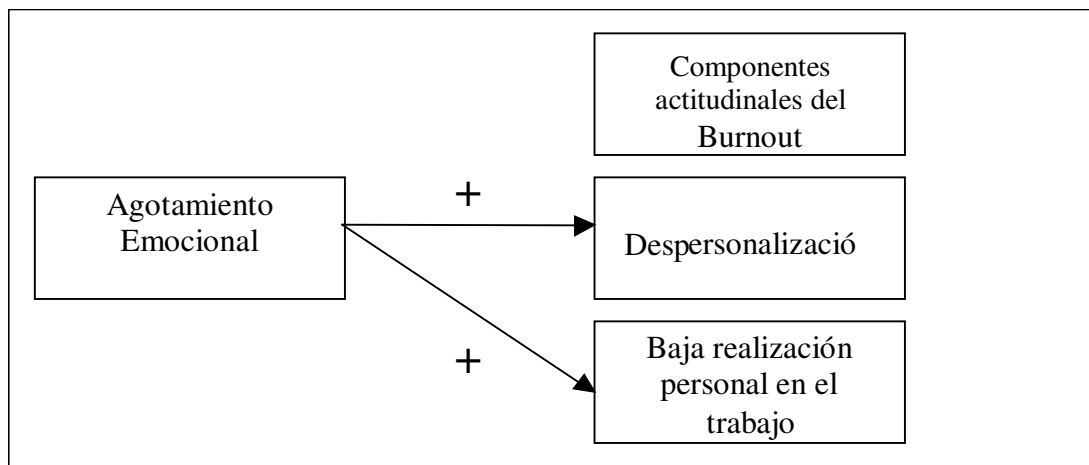 Componentes
actitudinales del
Burnout
+
Agotamiento
Emocional
Despersonalizació
+
Baja realización
personal en el
trabajo